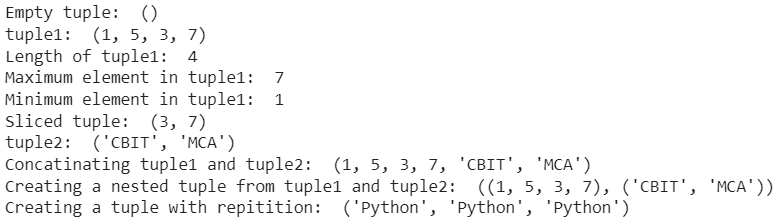 Empty tuple:  ()
tuple1:  (1, 5, 3, 7)
Length of tuple1:  4
Maximum element in tuple1:  7
Minimum element in tuple1:  1
Sliced tuple:  (3, 7)
tuple2:  ('CBIT', 'MCA')
Concatinating tuple1 and tuple2:  (1, 5, 3, 7, 'CBIT', 'MCA')
Creating a nested tuple from tuple1 and tuple2:  ((1, 5, 3, 7), ('CBIT', 'MCA'))
Creating a tuple with repitition:  ('Python', 'Python', 'Python')